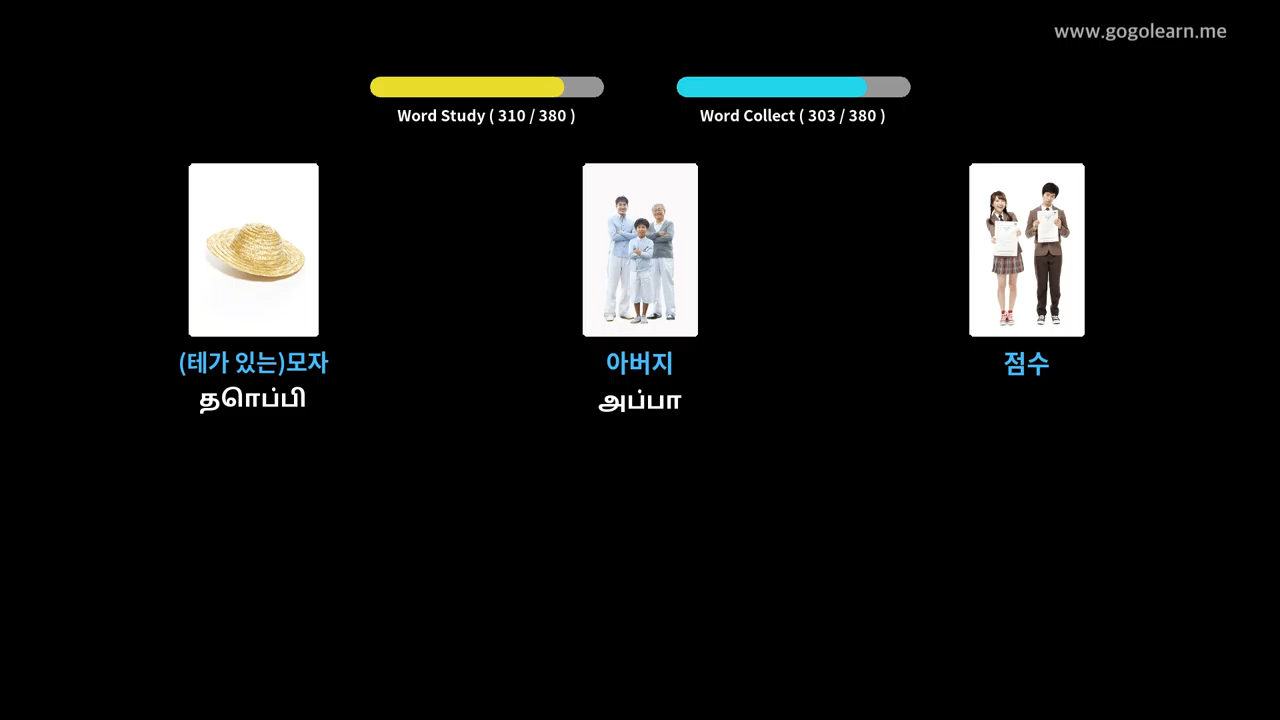 www.gogolearn.me
Word Study ( 310 / 380 )
Word Collect ( 303 / 380 )
(테가 있는)모자
தொப்பி
아버지
அப்பா
점수